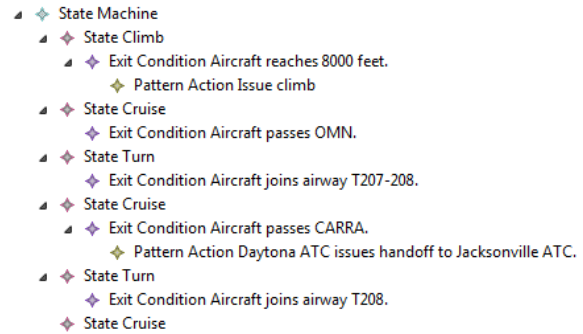 State Machine
State Climb
Exit Condition Aircraft reaches 8000 feet.
Pattern Action Issue climb
State Cruise
Exit Condition Aircraft passes OMN.
State Turn
Exit Condition Aircraft joins airway T207-208.
State Cruise
Exit Condition Aircraft passes CARRA.
Pattern Action Daytona ATC issues handoff to Jacksonville ATC.
State Turn
Exit Condition Aircraft joins airway T208.
State Cruise